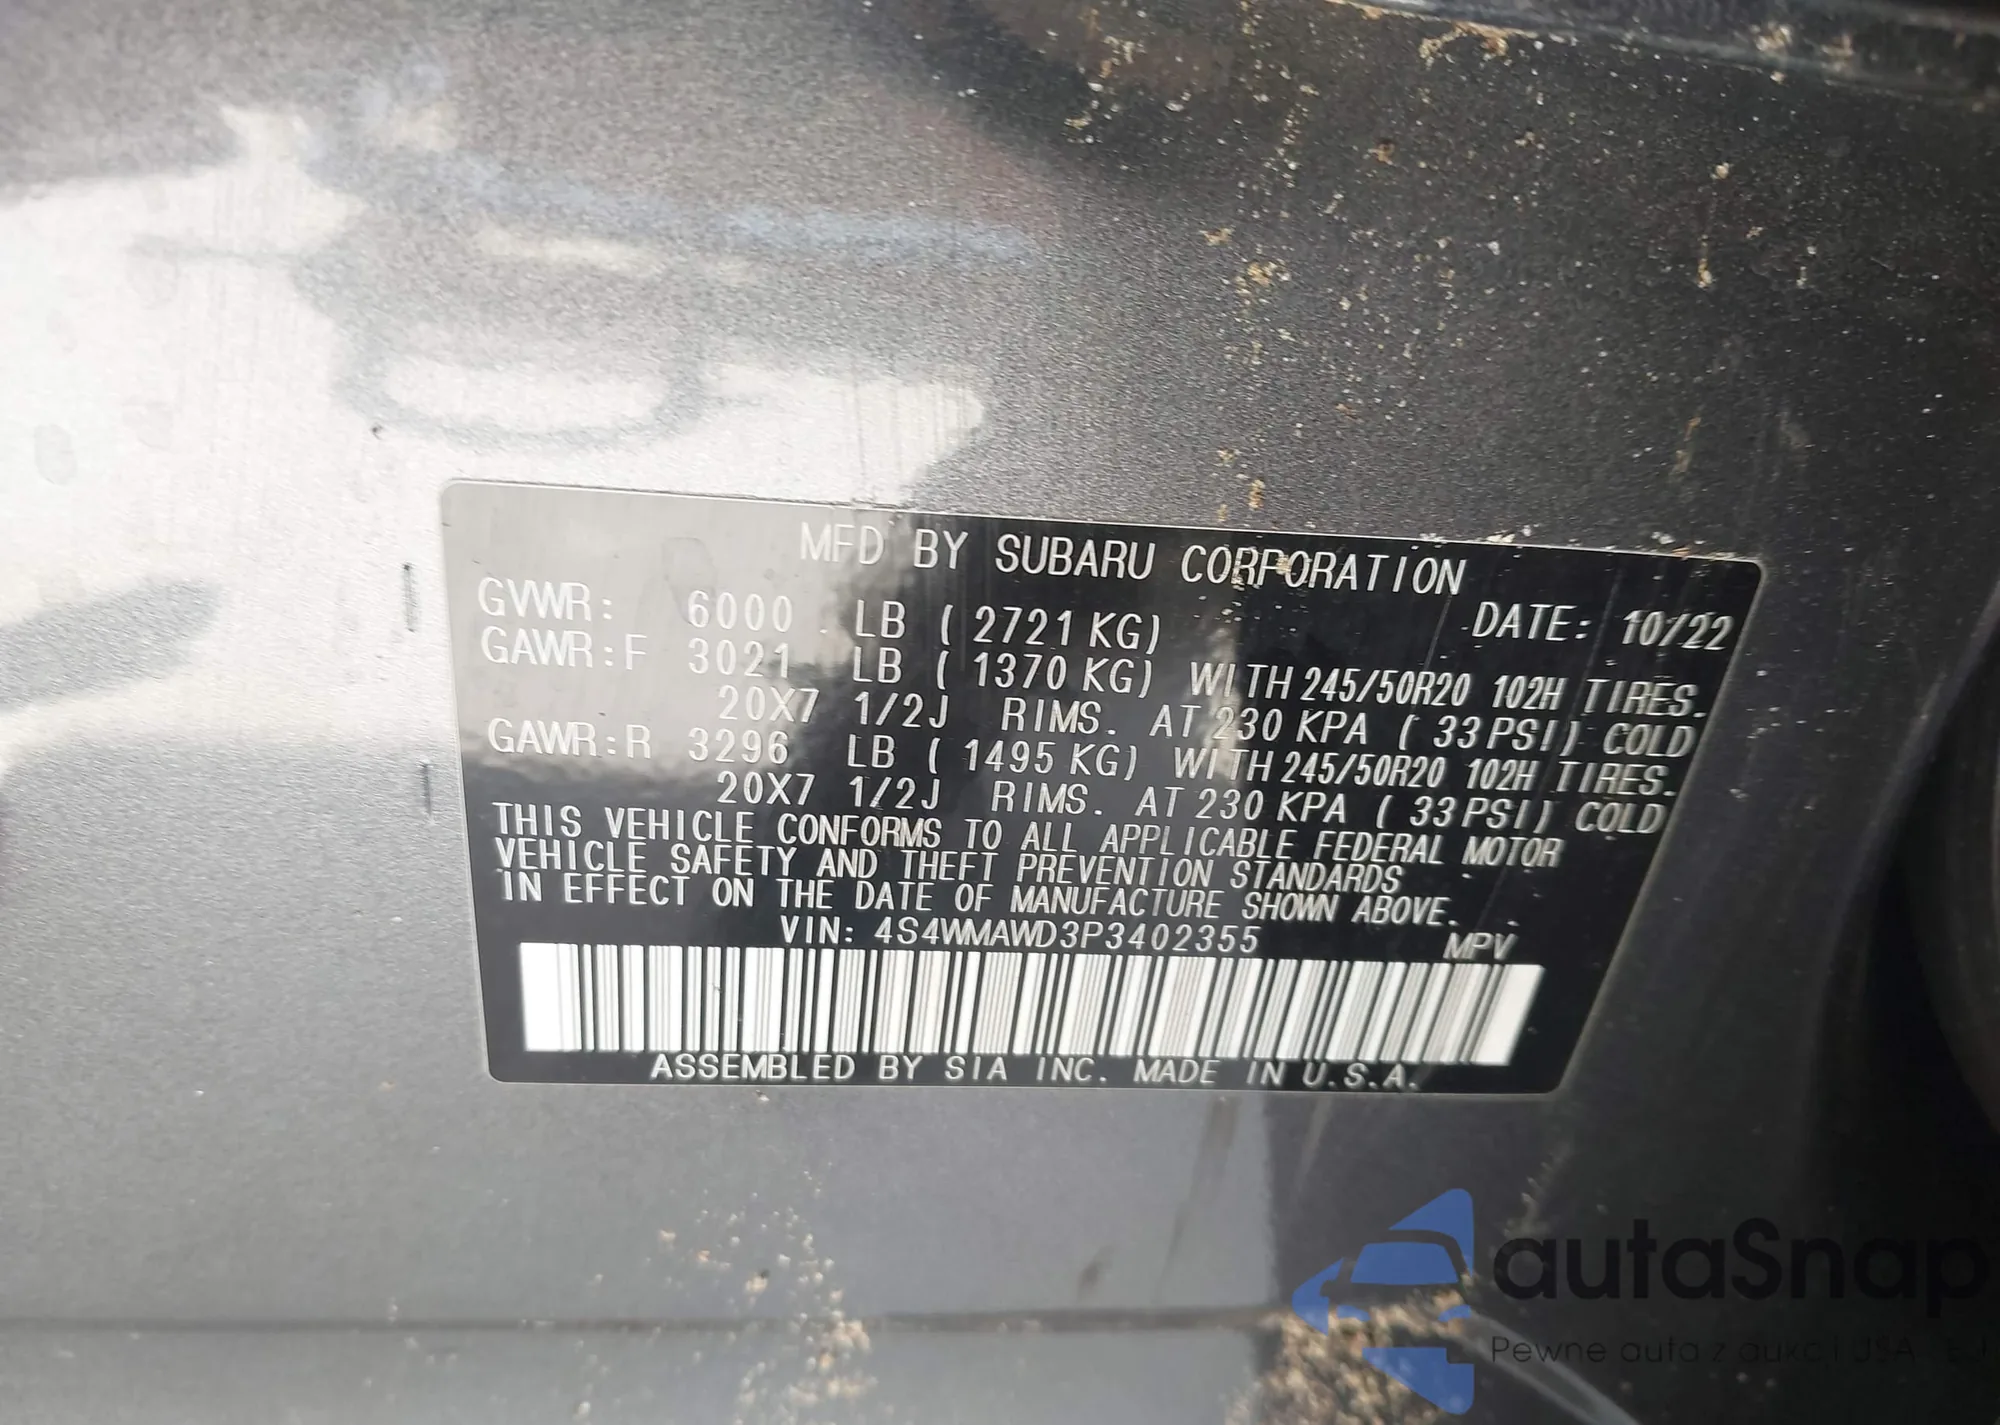 MFD BY SUBARU CORPORATION
DATE: 10/22
GVWR: 6000 LB ( 2721 KG)
GAWR:F 3021 LB ( 1370 KG) WITH 245/50R20 102H TIRES.
20X7 1/2J RIMS. AT 230 KPA ( 33 PSI) COLD
GAWR:R 3296 LB ( 1495 KG) WITH 245/50R20 102H TIRES.
20X7 1/2J RIMS. AT 230 KPA ( 33 PSI) COLD
THIS VEHICLE CONFORMS TO ALL APPLICABLE FEDERAL MOTOR
VEHICLE SAFETY AND THEFT PREVENTION STANDARDS
IN EFFECT ON THE DATE OF MANUFACTURE SHOWN ABOVE.
VIN: 4S4WMAWD3P3402355 MPV
ASSEMBLED BY SIA INC. MADE IN U.S.A.
autaSnap
Pewne auta z aukcji USA